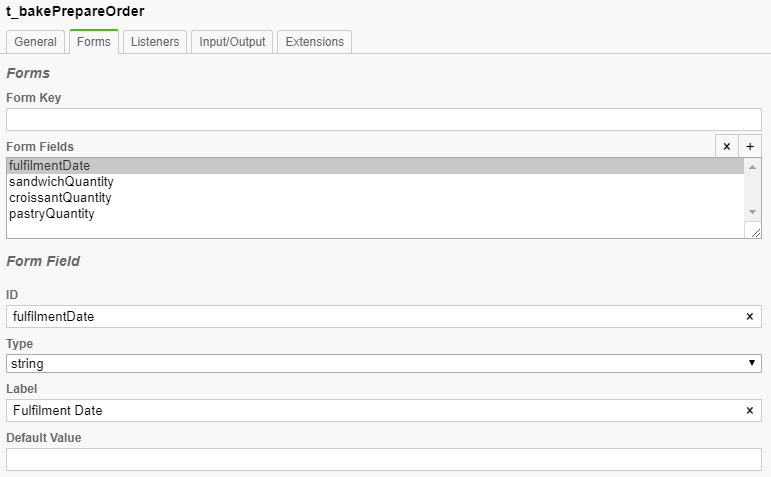 t_bakePrepareOrder
General Forms Listeners Input/Output Extensions
Forms
Form Key
Form Fields × +
fulfilmentDate
sandwichQuantity
croissantQuantity
pastryQuantity
Form Field
ID
fulfilmentDate ×
Type
string
Label
Fulfilment Date ×
Default Value